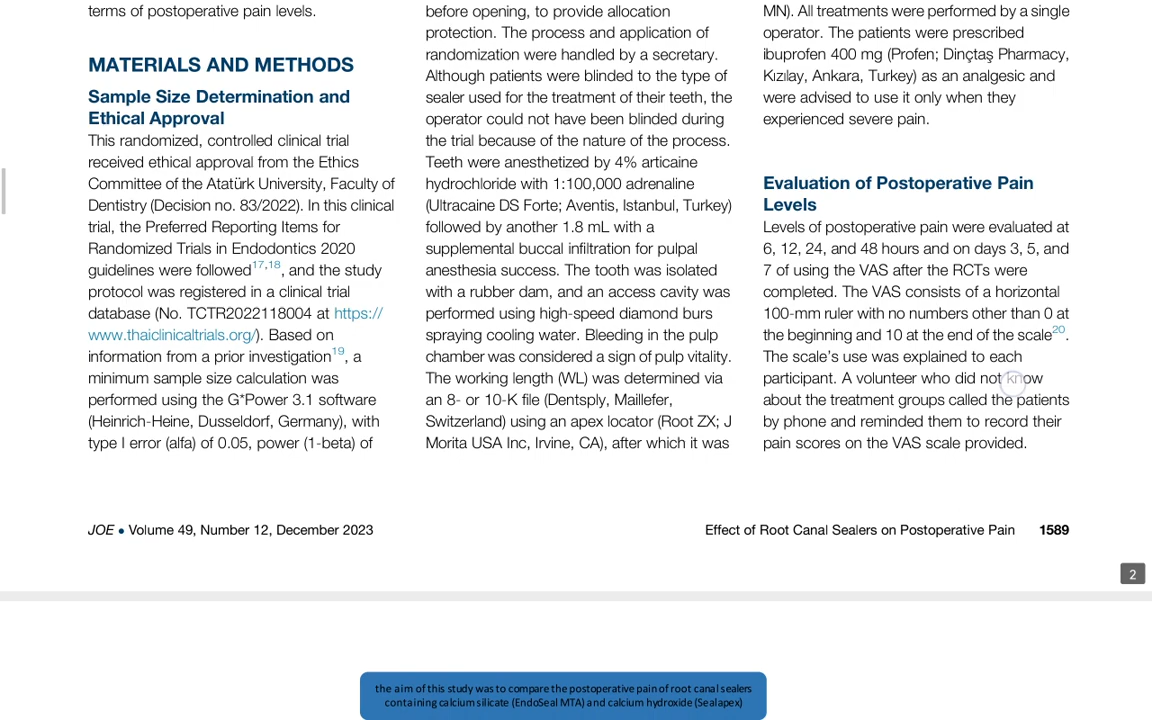 terms of postoperative pain levels.
MATERIALS AND METHODS
Sample Size Determination and
Ethical Approval
This randomized, controlled clinical trial
received ethical approval from the Ethics
Committee of the Atatürk University, Faculty of
Dentistry (Decision no. 83/2022). In this clinical
trial, the Preferred Reporting Items for
Randomized Trials in Endodontics 2020
guidelines were followed17,18, and the study
protocol was registered in a clinical trial
database (No. TCTR2022118004 at https://
www.thaiclinicaltrials.org/). Based on
information from a prior investigation19, a
minimum sample size calculation was
performed using the G*Power 3.1 software
(Heinrich-Heine, Dusseldorf, Germany), with
type I error (alfa) of 0.05, power (1-beta) of
before opening, to provide allocation
protection. The process and application of
randomization were handled by a secretary.
Although patients were blinded to the type of
sealer used for the treatment of their teeth, the
operator could not have been blinded during
the trial because of the nature of the process.
Teeth were anesthetized by 4% articaine
hydrochloride with 1:100,000 adrenaline
(Ultracaine DS Forte; Aventis, Istanbul, Turkey)
followed by another 1.8 mL with a
supplemental buccal infiltration for pulpal
anesthesia success. The tooth was isolated
with a rubber dam, and an access cavity was
performed using high-speed diamond burs
spraying cooling water. Bleeding in the pulp
chamber was considered a sign of pulp vitality.
The working length (WL) was determined via
an 8- or 10-K file (Dentsply, Maillefer,
Switzerland) using an apex locator (Root ZX; J
Morita USA Inc, Irvine, CA), after which it was
MN). All treatments were performed by a single
operator. The patients were prescribed
ibuprofen 400 mg (Profen; Dinçtaş Pharmacy,
Kızılay, Ankara, Turkey) as an analgesic and
were advised to use it only when they
experienced severe pain.
Evaluation of Postoperative Pain
Levels
Levels of postoperative pain were evaluated at
6, 12, 24, and 48 hours and on days 3, 5, and
7 of using the VAS after the RCTs were
completed. The VAS consists of a horizontal
100-mm ruler with no numbers other than 0 at
the beginning and 10 at the end of the scale20.
The scale's use was explained to each
participant. A volunteer who did not know
about the treatment groups called the patients
by phone and reminded them to record their
pain scores on the VAS scale provided.
JOE • Volume 49, Number 12, December 2023
Effect of Root Canal Sealers on Postoperative Pain 1589
2
the aim of this study was to compare the postoperative pain of root canal sealers
containing calcium silicate (EndoSeal MTA) and calcium hydroxide (Sealapex)